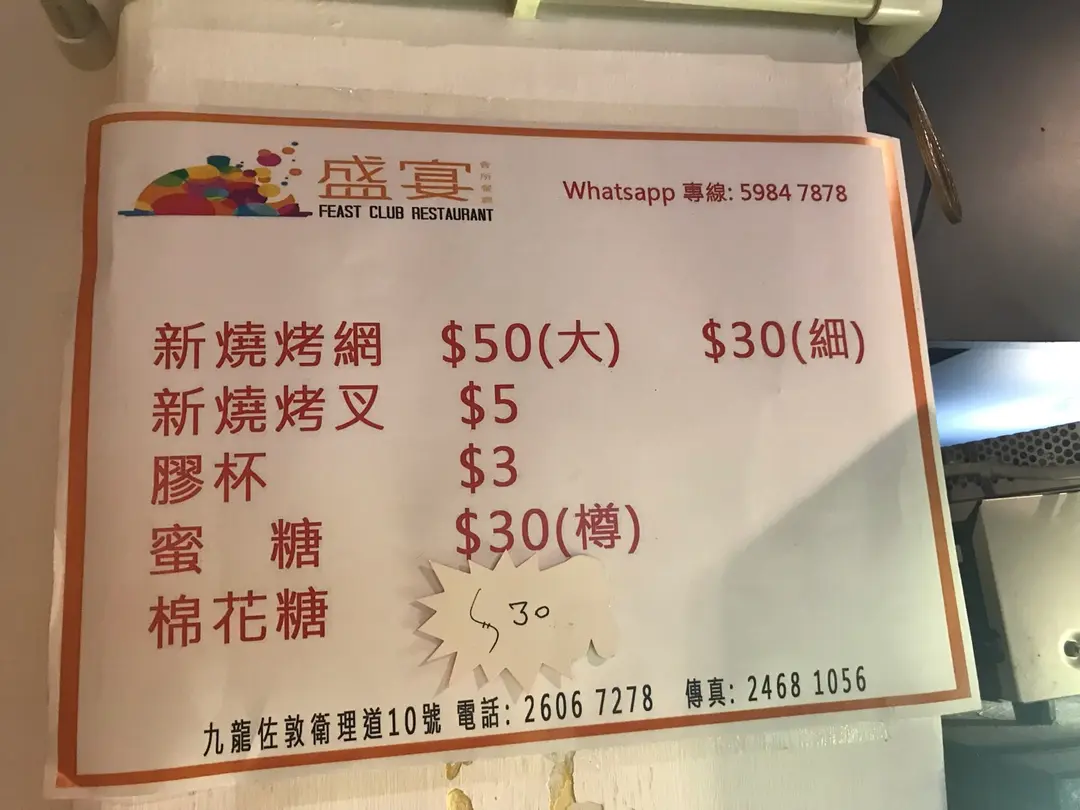 盛宴 會所餐廳
FEAST CLUB RESTAURANT
Whatsapp 專線: 5984 7878
新燒烤網 $50(大) $30(細)
新燒烤叉 $5
膠杯 $3
蜜 糖 $30(樽)
棉花糖 $30
九龍佐敦衛理道10號 電話: 2606 7278 傳真: 2468 1056